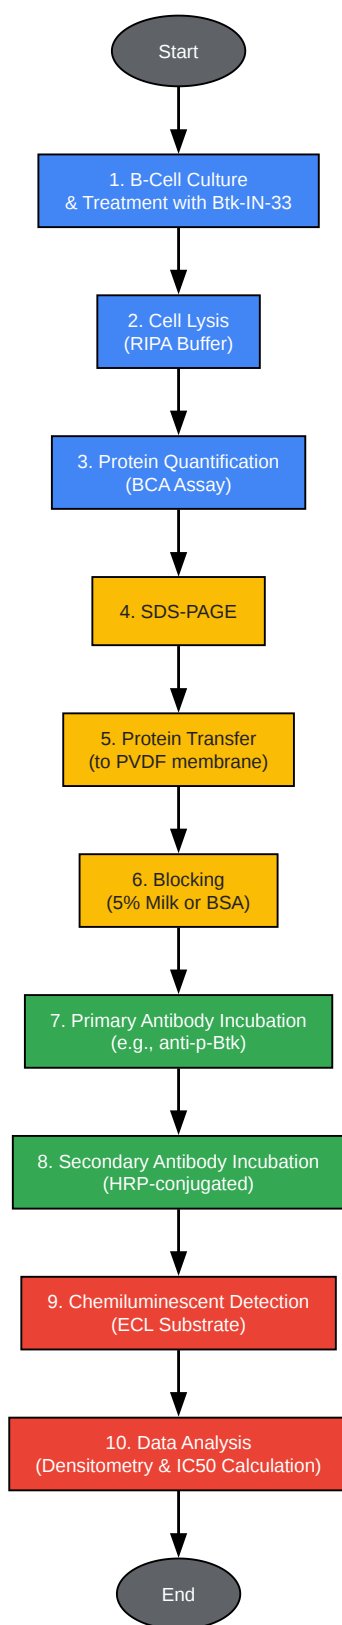 Start
1. B-Cell Culture
& Treatment with Btk-IN-33
2. Cell Lysis
(RIPA Buffer)
3. Protein Quantification
(BCA Assay)
4. SDS-PAGE
5. Protein Transfer
(to PVDF membrane)
6. Blocking
(5% Milk or BSA)
7. Primary Antibody Incubation
(e.g., anti-p-Btk)
8. Secondary Antibody Incubation
(HRP-conjugated)
9. Chemiluminescent Detection
(ECL Substrate)
10. Data Analysis
(Densitometry & IC50 Calculation)
End